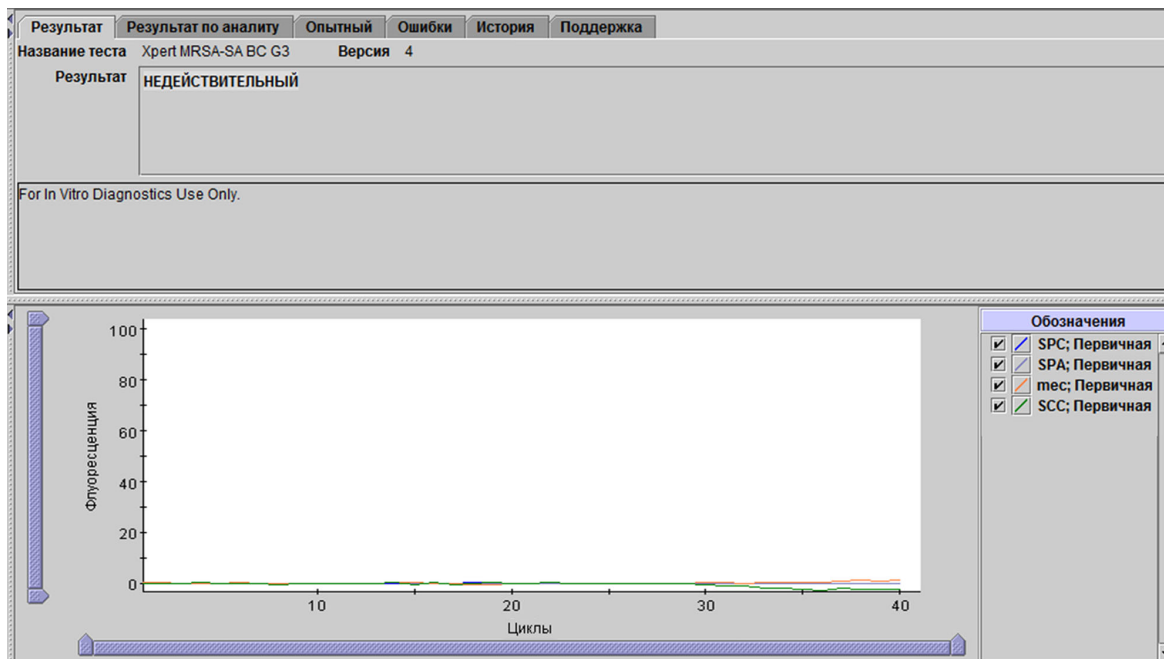 Результат Результат по аналиту Опытный Ошибки История Поддержка
Название теста Xpert MRSA-SA BC G3 Версия 4
Результат НЕДЕЙСТВИТЕЛЬНЫЙ
For In Vitro Diagnostics Use Only.
Обозначения
SPC; Первичная
SPA; Первичная
mec; Первичная
SCC; Первичная
Флуоресценция
100
80
60
40
20
0
10 20 30 40
Циклы